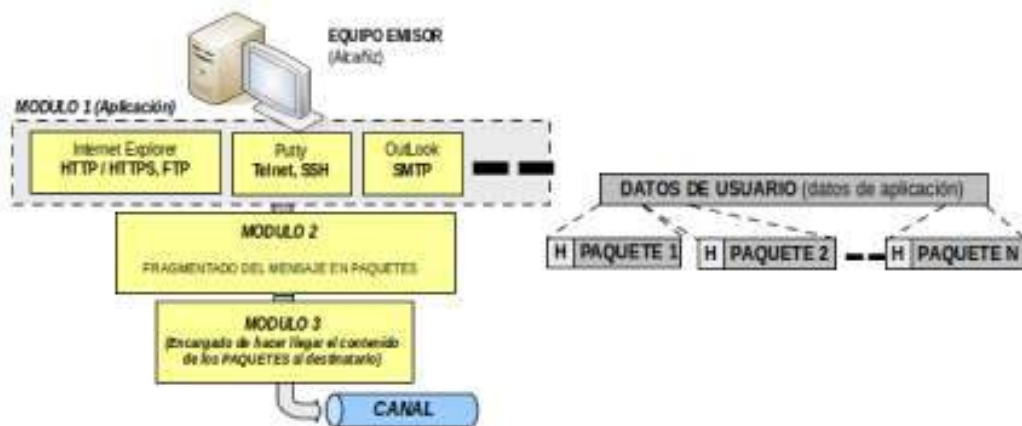 EQUIPO EMISOR
(Alcañiz)
MODULO 1 (Aplicación)
Internet Explorer
HTTP / HTTPS, FTP
Putty
Telnet, SSH
OutLook
SMTP
MODULO 2
FRAGMENTADO DEL MENSAJE EN PAQUETES
MODULO 3
(Encargado de hacer llegar el contenido
de los PAQUETES al destinatario)
CANAL
DATOS DE USUARIO (datos de aplicación)
H PAQUETE 1
H PAQUETE 2
H PAQUETE N